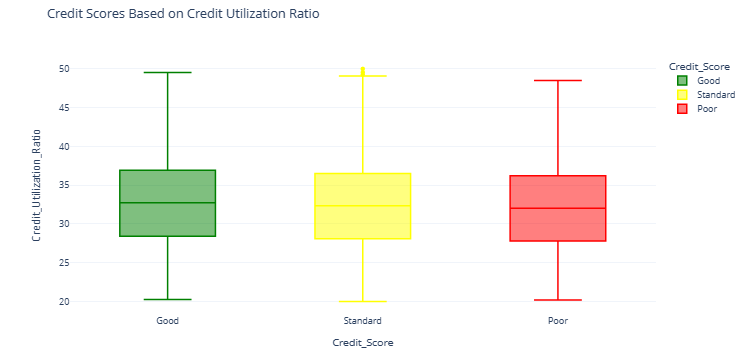 Credit Scores Based on Credit Utilization Ratio
Credit_Score
Good
Standard
Poor
Credit_Utilization_Ratio
50
45
40
35
30
25
20
Good
Standard
Poor
Credit_Score